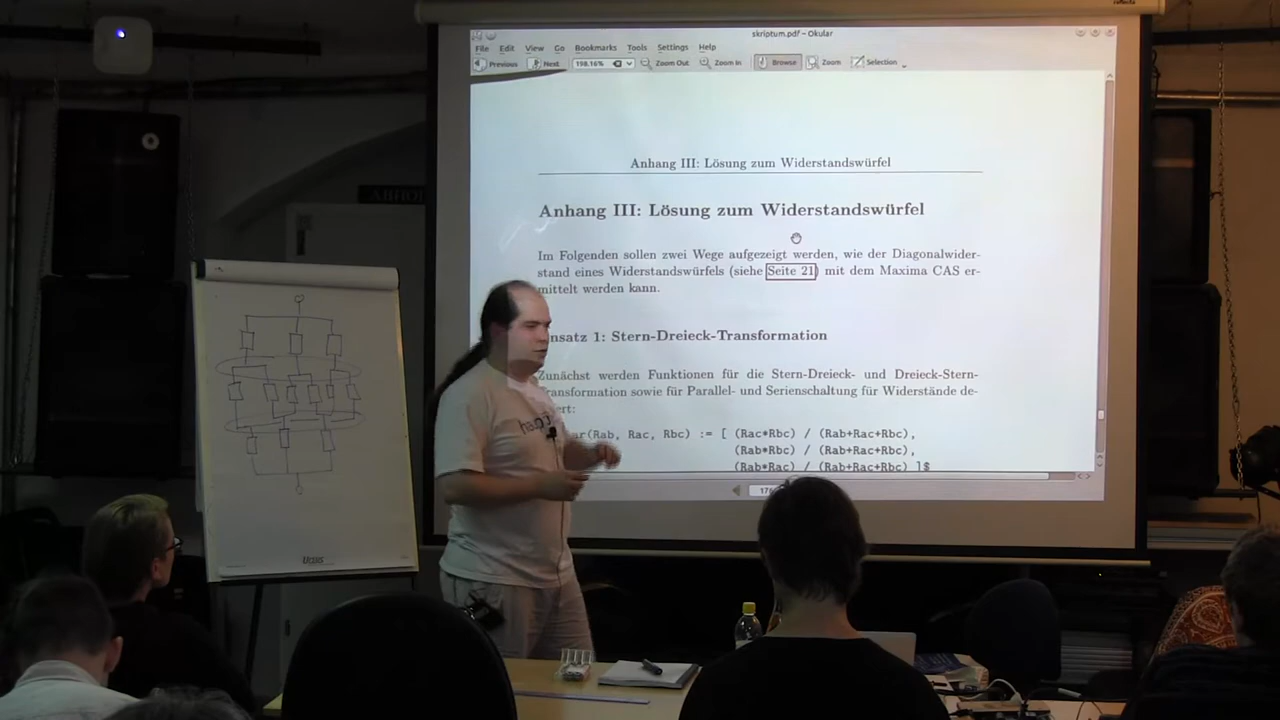 skriptum.pdf – Okular
File Edit View Go Bookmarks Tools Settings Help
Previous Next 198.16% Zoom Out Zoom In Browse Zoom Selection
Anhang III: Lösung zum Widerstandswürfel
Anhang III: Lösung zum Widerstandswürfel
Im Folgenden sollen zwei Wege aufgezeigt werden, wie der Diagonalwider-
stand eines Widerstandswürfels (siehe Seite 21) mit dem Maxima CAS er-
mittelt werden kann.
1: Stern-Dreieck-Transformation
Zunächst werden Funktionen für die Stern-Dreieck- und Dreieck-Stern-
ransformation sowie für Parallel- und Serienschaltung für Widerstände de-
ert:
(Rab, Rac, Rbc) := [ (Rac*Rbc) / (Rab+Rac+Rbc),
(Rab*Rbc) / (Rab+Rac+Rbc),
(Rab*Rac) / (Rab+Rac+Rbc) ]$